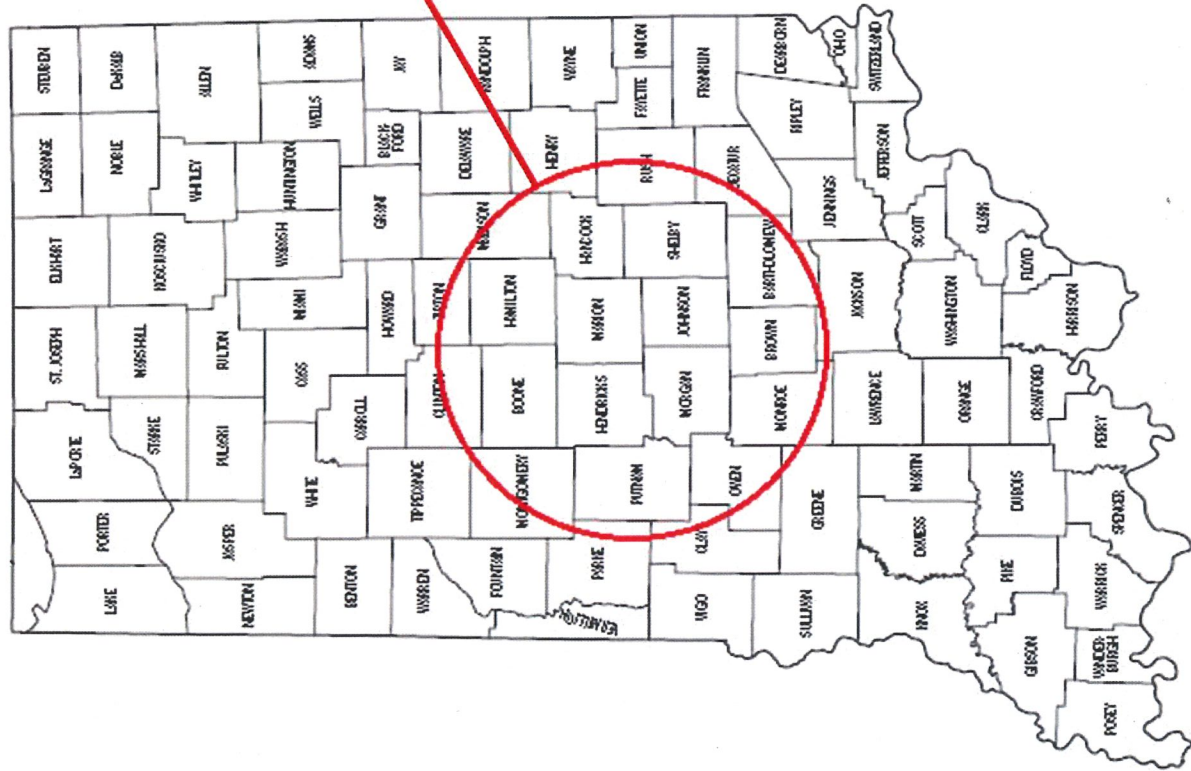 LAKE
PORTER
LaPORTE
ST. JOSEPH
ELKHART
LaGRANGE
STEUBEN
NOBLE
DeKALB
STARKE
MARSHALL
KOSCIUSKO
WHITLEY
ALLEN
NEWTON
JASPER
PULASKI
FULTON
WABASH
HUNTINGTON
WELLS
ADAMS
BENTON
WHITE
CASS
MIAMI
CARROLL
HOWARD
GRANT
BLACK-
FORD
JAY
WARREN
TIPPECANOE
CLINTON
TIPTON
MADISON
DELAWARE
RANDOLPH
FOUNTAIN
MONTGOMERY
BOONE
HAMILTON
HENRY
WAYNE
VERMILLION
PARKE
PUTNAM
HENDRICKS
MARION
HANCOCK
RUSH
FAYETTE
UNION
VIGO
CLAY
OWEN
MORGAN
JOHNSON
SHELBY
DECATUR
FRANKLIN
SULLIVAN
GREENE
MONROE
BROWN
BARTHOLOMEW
JENNINGS
RIPLEY
DEARBORN
OHIO
SWITZERLAND
KNOX
DAVIESS
MARTIN
LAWRENCE
JACKSON
SCOTT
JEFFERSON
GIBSON
PIKE
DUBOIS
ORANGE
WASHINGTON
CLARK
POSEY
VANDER-
BURGH
WARRICK
SPENCER
PERRY
CRAWFORD
HARRISON
FLOYD